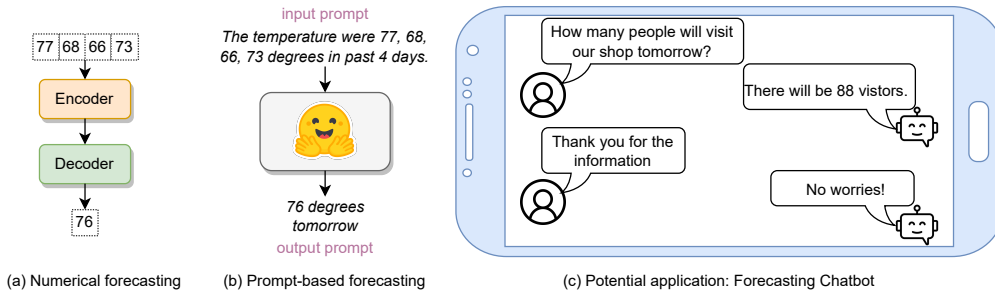 77 68 66 73
Encoder
Decoder
76
(a) Numerical forecasting
input prompt
The temperature were 77, 68,
66, 73 degrees in past 4 days.
76 degrees
tomorrow
output prompt
(b) Prompt-based forecasting
How many people will visit
our shop tomorrow?
There will be 88 vistors.
Thank you for the
information
No worries!
(c) Potential application: Forecasting Chatbot